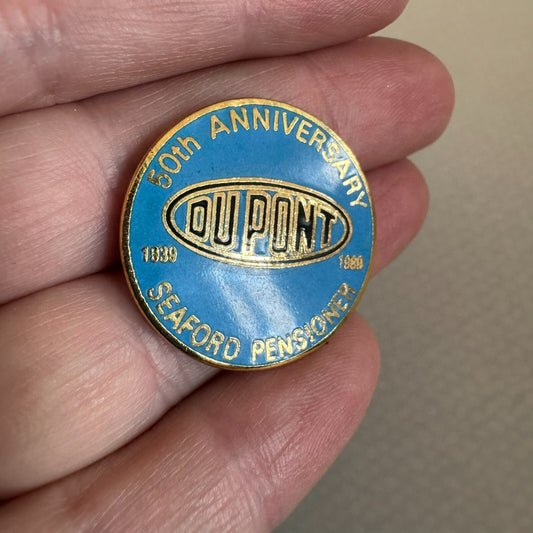 50th ANNIVERSARY
DU PONT
1939 1989
SEAFORD PENSIONER